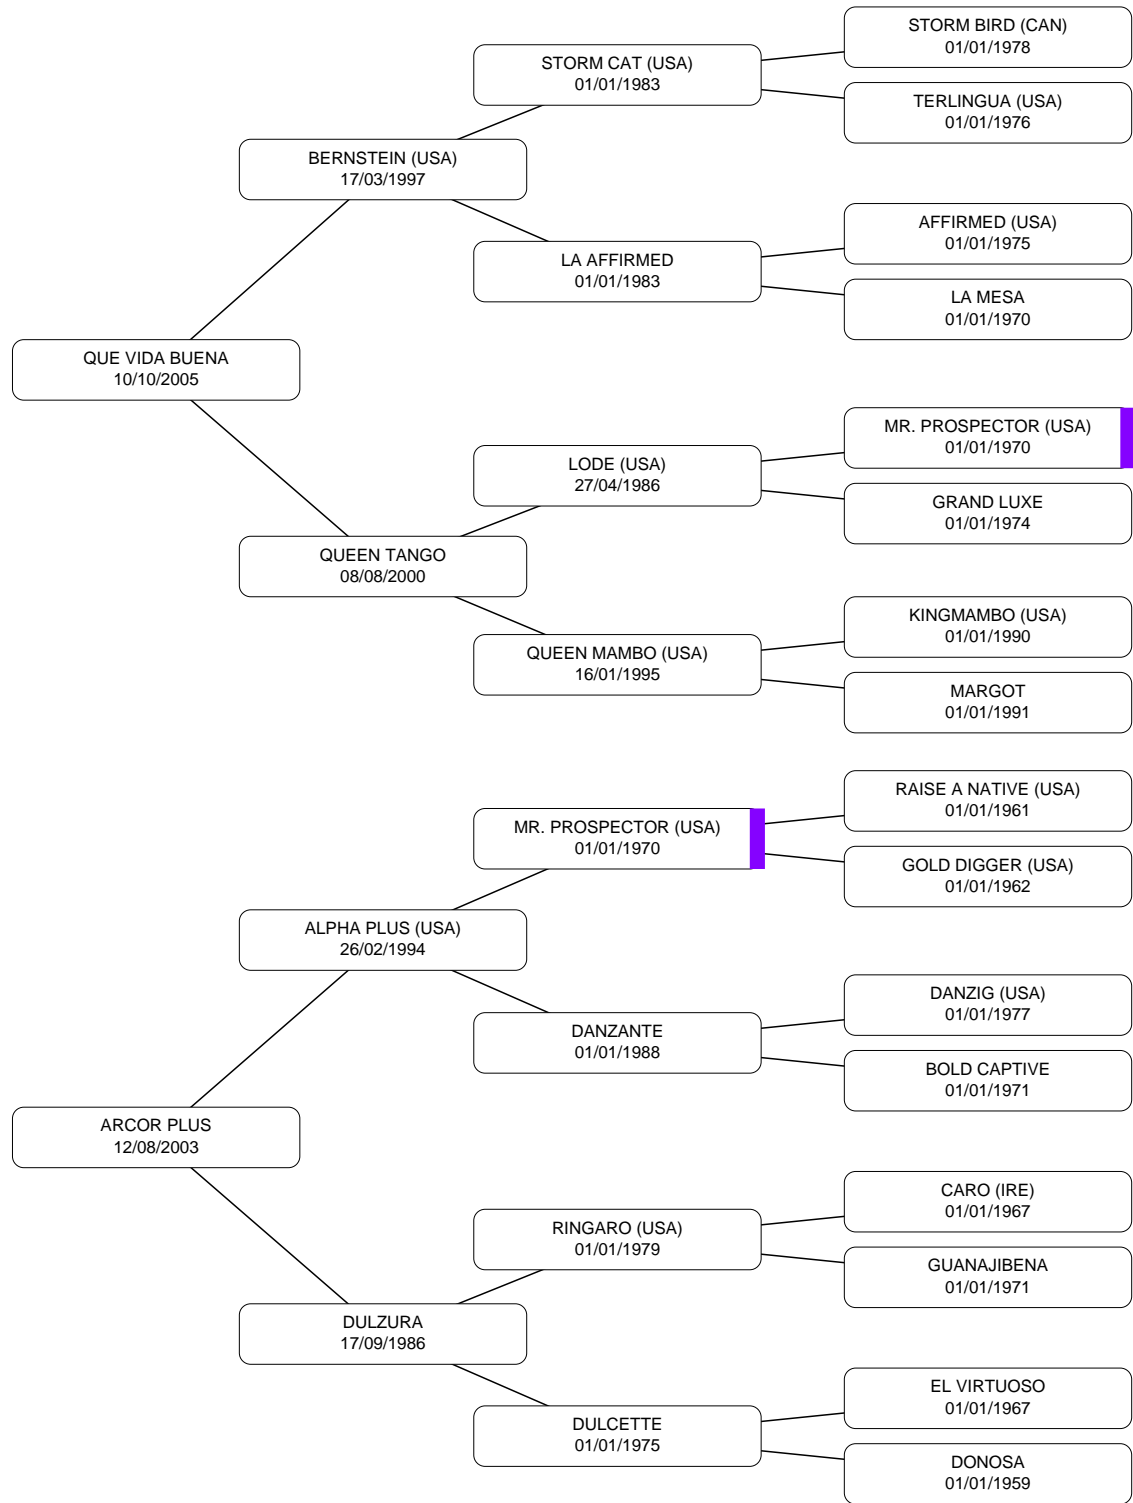 STORM BIRD (CAN)
01/01/1978
STORM CAT (USA)
01/01/1983
TERLINGUA (USA)
01/01/1976
BERNSTEIN (USA)
17/03/1997
AFFIRMED (USA)
01/01/1975
LA AFFIRMED
01/01/1983
LA MESA
01/01/1970
QUE VIDA BUENA
10/10/2005
MR. PROSPECTOR (USA)
01/01/1970
LODE (USA)
27/04/1986
GRAND LUXE
01/01/1974
QUEEN TANGO
08/08/2000
KINGMAMBO (USA)
01/01/1990
QUEEN MAMBO (USA)
16/01/1995
MARGOT
01/01/1991
RAISE A NATIVE (USA)
01/01/1961
MR. PROSPECTOR (USA)
01/01/1970
GOLD DIGGER (USA)
01/01/1962
ALPHA PLUS (USA)
26/02/1994
DANZIG (USA)
01/01/1977
DANZANTE
01/01/1988
BOLD CAPTIVE
01/01/1971
ARCOR PLUS
12/08/2003
CARO (IRE)
01/01/1967
RINGARO (USA)
01/01/1979
GUANAJIBENA
01/01/1971
DULZURA
17/09/1986
EL VIRTUOSO
01/01/1967
DULCETTE
01/01/1975
DONOSA
01/01/1959